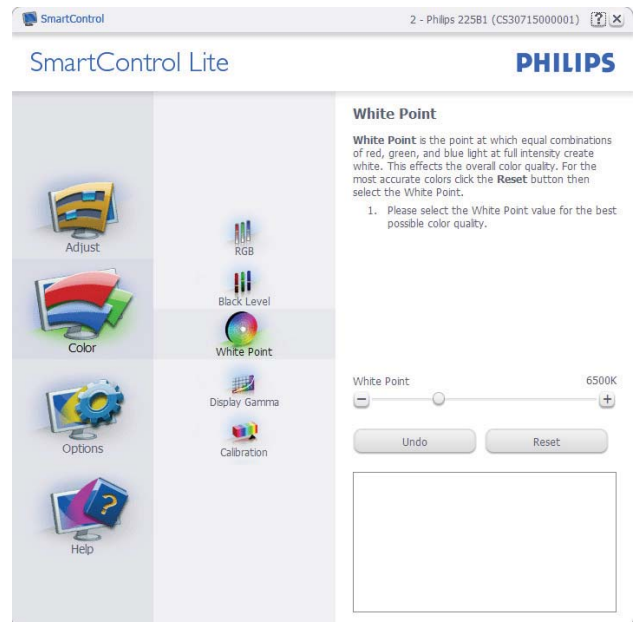 SmartControl
2 - Philips 225B1 (CS30715000001)
?
SmartControl Lite
PHILIPS
Adjust
Color
Options
Help
RGB
Black Level
White Point
Display Gamma
Calibration
White Point
White Point is the point at which equal combinations
of red, green, and blue light at full intensity create
white. This effects the overall color quality. For the
most accurate colors click the Reset button then
select the White Point.
1. Please select the White Point value for the best
possible color quality.
White Point
6500K
Undo
Reset